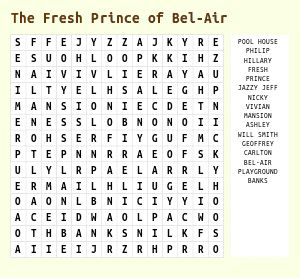 The Fresh Prince of Bel-Air
S F F E J Y Z Z A J K Y R E
E S U O H L O O P K K I H Z
N A I V I V L I E R A Y A U
I L T Y E L H S A L E G H P
M A N S I O N I E C D E T N
E N E S S L O B N O N O I I
R O H S E R F I Y G U F M C
P T E P N N R R A E O F S K
U L Y L R P A E L A R R L Y
E R M A I L H L I U G E L H
O A O N L B N I C I Y Y I O
A C E I D W A O L P A C W O
O T H B A N K S N I L K F S
A I I E I J R Z R H P R R O
POOL HOUSE
PHILIP
HILLARY
FRESH
PRINCE
JAZZY JEFF
NICKY
VIVIAN
MANSION
ASHLEY
WILL SMITH
GEOFFREY
CARLTON
BEL-AIR
PLAYGROUND
BANKS